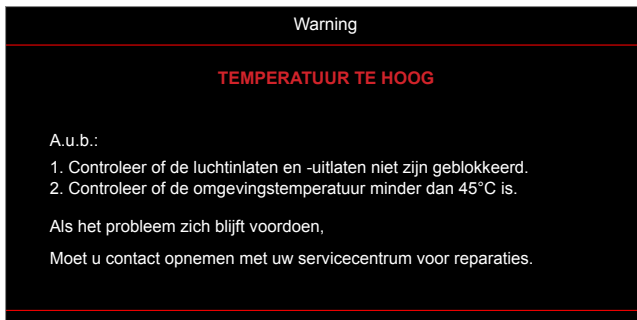 Warning
TEMPERATUUR TE HOOG
A.u.b.:
1. Controleer of de luchtinlaten en -uitlaten niet zijn geblokkeerd.
2. Controleer of de omgevingstemperatuur minder dan 45°C is.
Als het probleem zich blijft voordoen,
Moet u contact opnemen met uw servicecentrum voor reparaties.